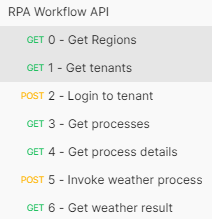 RPA Workflow API
GET 0 - Get Regions
GET 1 - Get tenants
POST 2 - Login to tenant
GET 3 - Get processes
GET 4 - Get process details
POST 5 - Invoke weather process
GET 6 - Get weather result